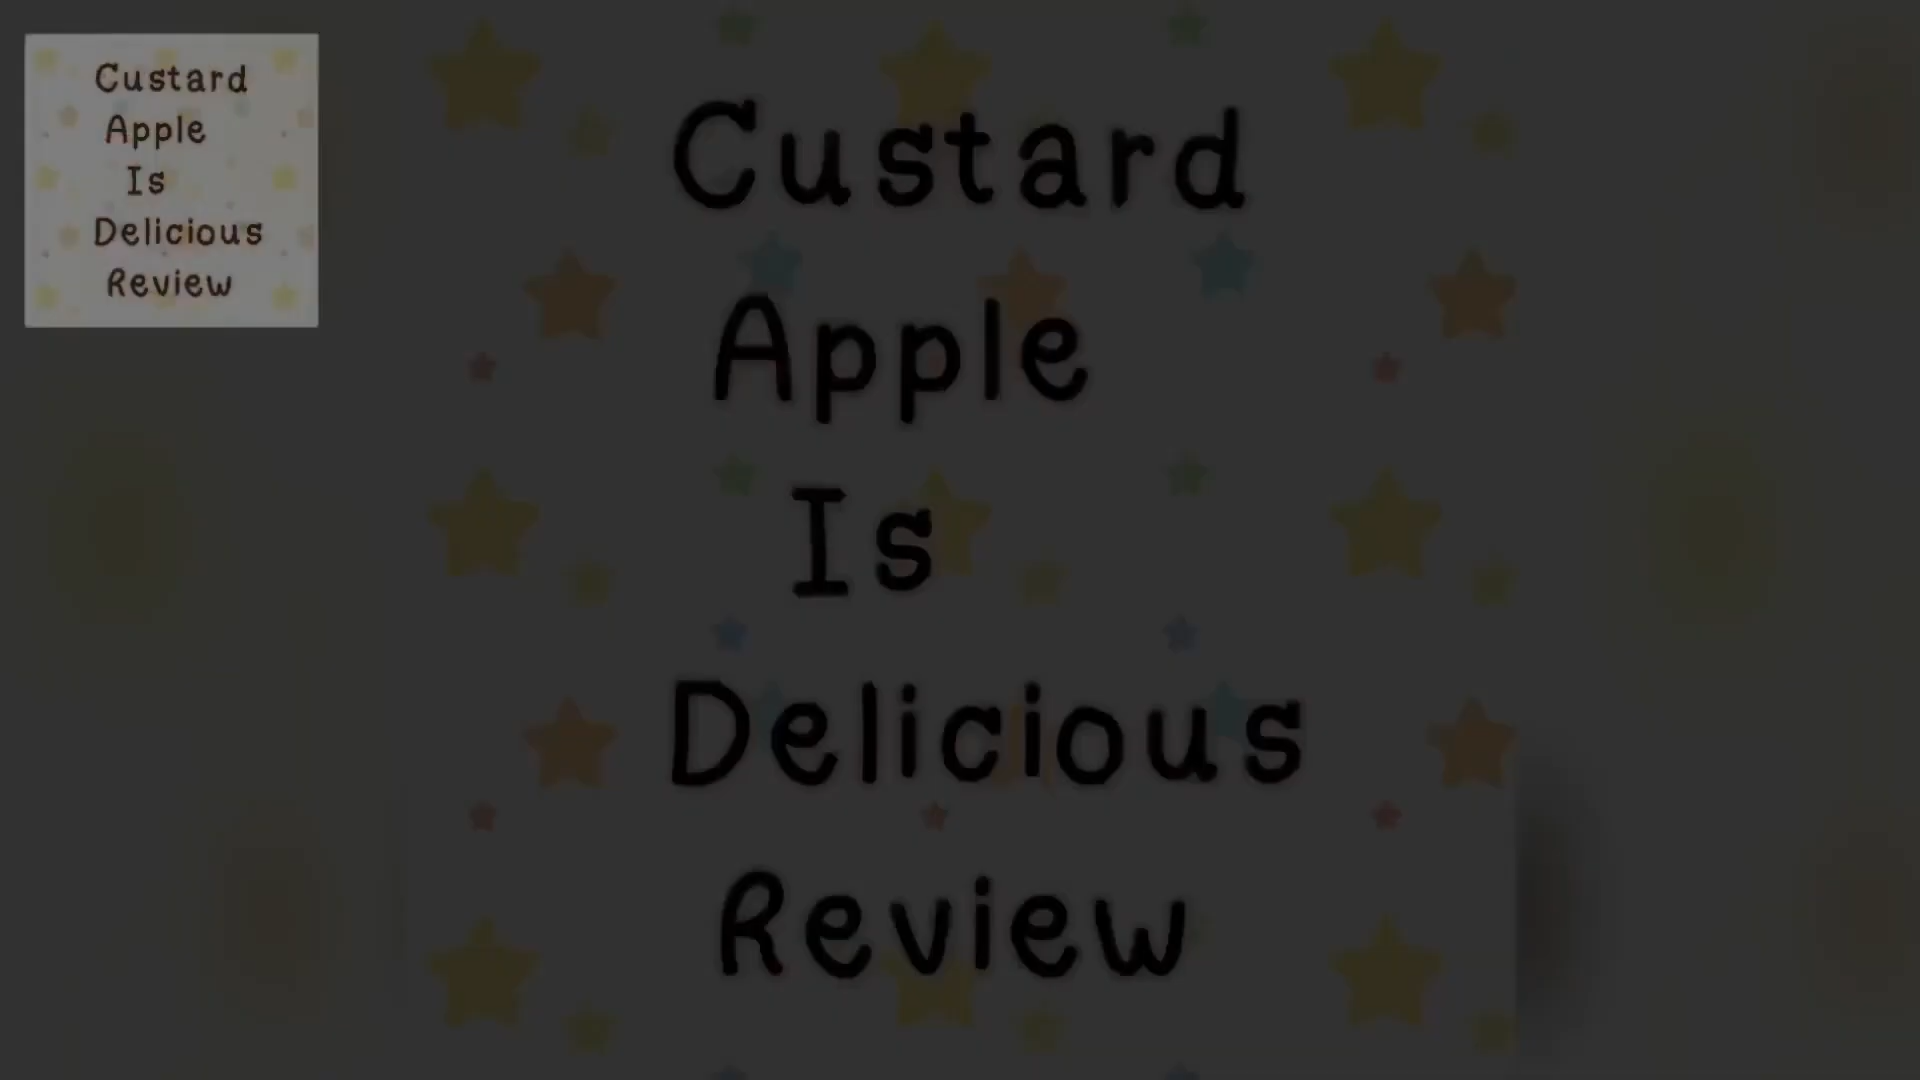 Custard
Apple
Is
Delicious
Review
Custard
Apple
Is
Delicious
Review